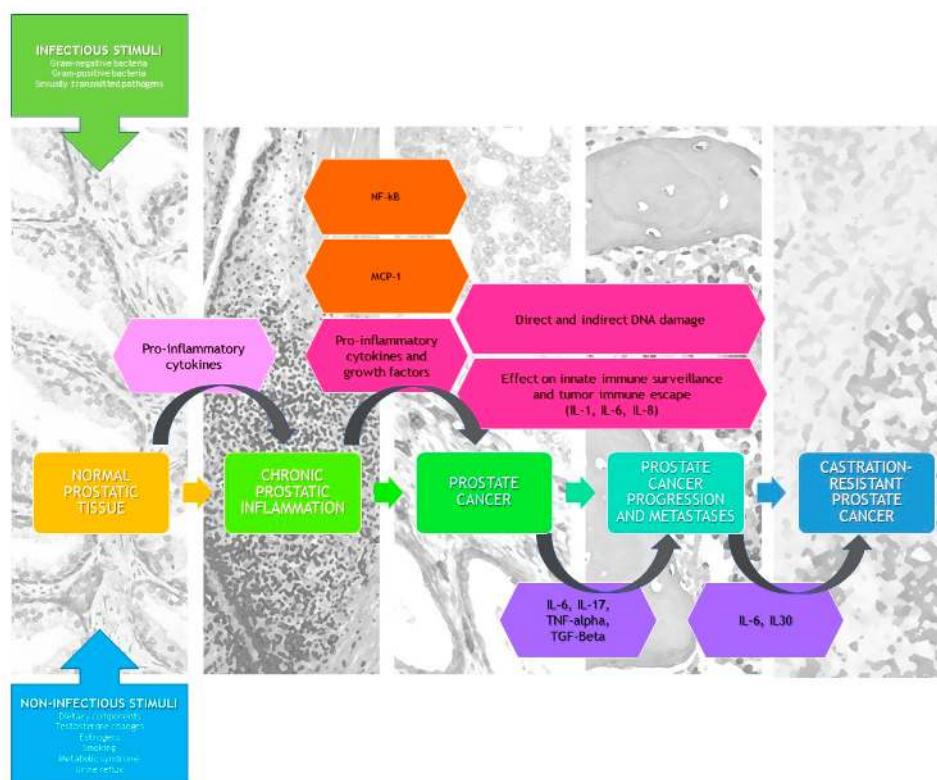 INFECTIOUS STIMULI
Gram-negative bacteria
Gram-positive bacteria
Sexually transmitted pathogens
NF-kB
MCP-1
Pro-inflammatory
cytokines
Pro-inflammatory
cytokines and
growth factors
Direct and indirect DNA damage
Effect on innate immune surveillance
and tumor immune escape
(IL-1, IL-6, IL-8)
NORMAL
PROSTATIC
TISSUE
CHRONIC
PROSTATIC
INFLAMMATION
PROSTATE
CANCER
PROSTATE
CANCER
PROGRESSION
AND METASTASES
CASTRATION-
RESISTANT
PROSTATE
CANCER
IL-6, IL-17,
TNF-alpha,
TGF-Beta
IL-6, IL30
NON-INFECTIOUS STIMULI
Dietary components
Testosterone changes
Estrogens
Smoking
Metabolic syndrome
Urine reflux